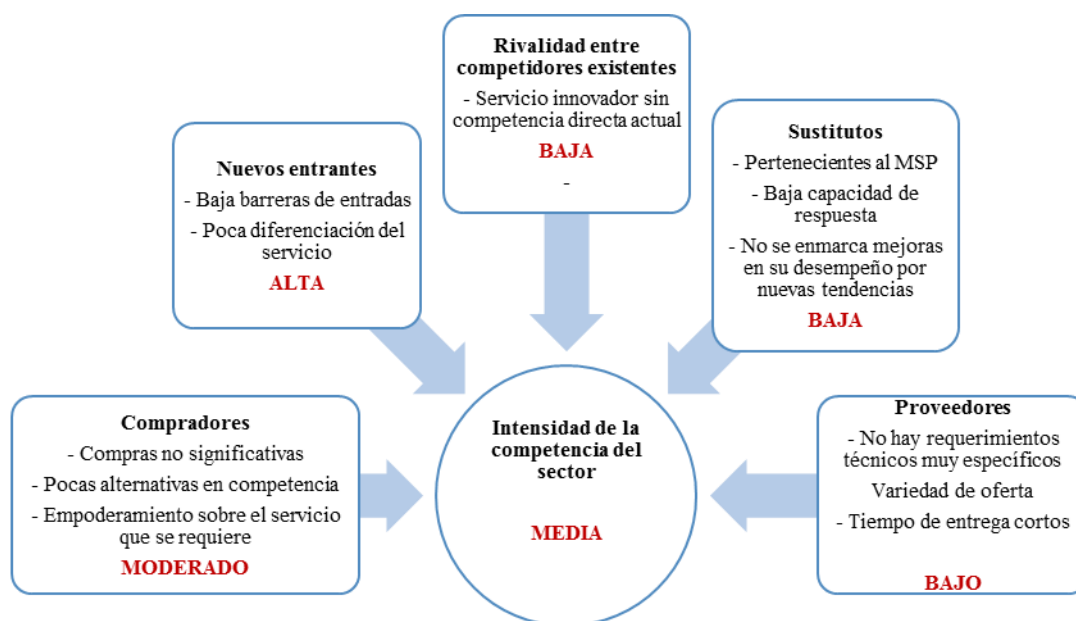 Rivalidad entre
competidores existentes
- Servicio innovador sin
competencia directa actual
BAJA
-
Nuevos entrantes
- Baja barreras de entradas
- Poca diferenciación del
servicio
ALTA
Sustitutos
- Pertenecientes al MSP
- Baja capacidad de
respuesta
- No se enmarca mejoras
en su desempeño por
nuevas tendencias
BAJA
Compradores
- Compras no significativas
- Pocas alternativas en competencia
- Empoderamiento sobre el servicio
que se requiere
MODERADO
Intensidad de la
competencia del
sector
MEDIA
Proveedores
- No hay requerimientos
técnicos muy específicos
Variedad de oferta
- Tiempo de entrega cortos
BAJO